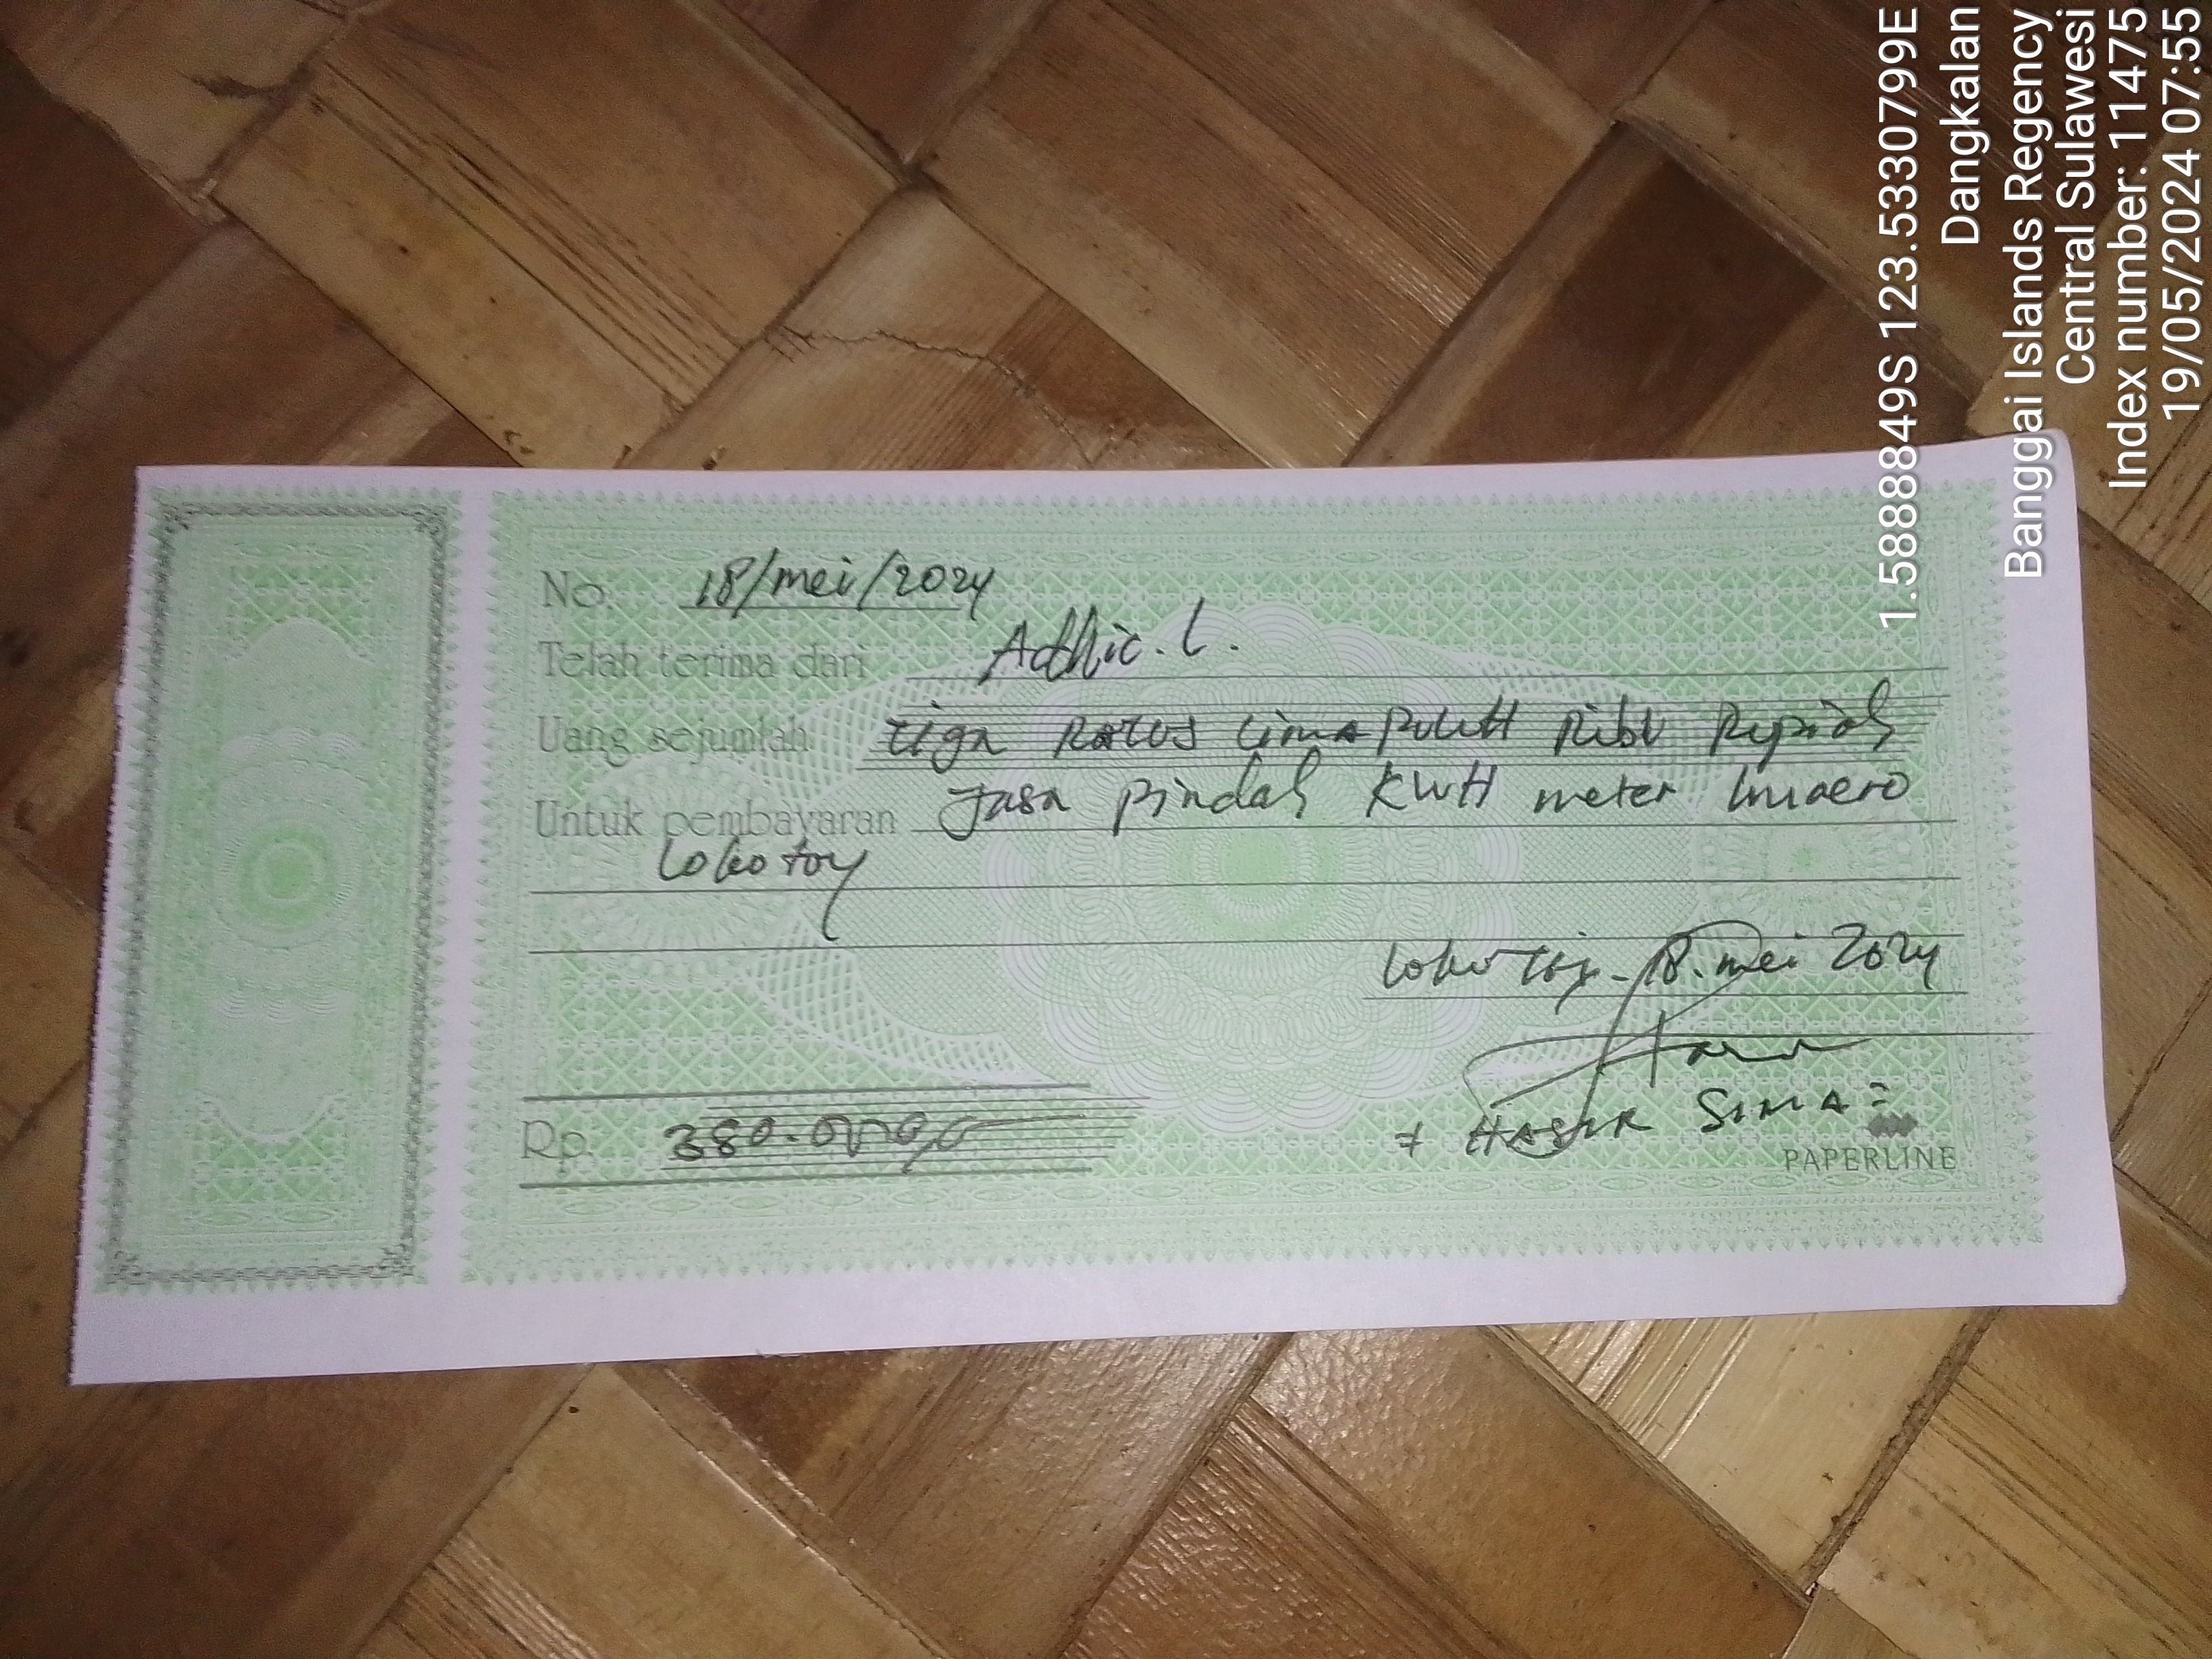 No. 18/mei/2024
Telah terima dari Adhic. L.
Uang sejumlah tiga Ratus Lima Puluh Ribu Rupiah
Untuk pembayaran Jasa pindah KWH meter
Lokotoy
Lokotoy - 18. mei 2024
HASIR SIMA
Rp. 350.000,-
PAPERLINE
1.5888849S 123.5330799E
Dangkalan
Banggai Islands Regency
Central Sulawesi
Index number: 11475
19/05/2024 07:55